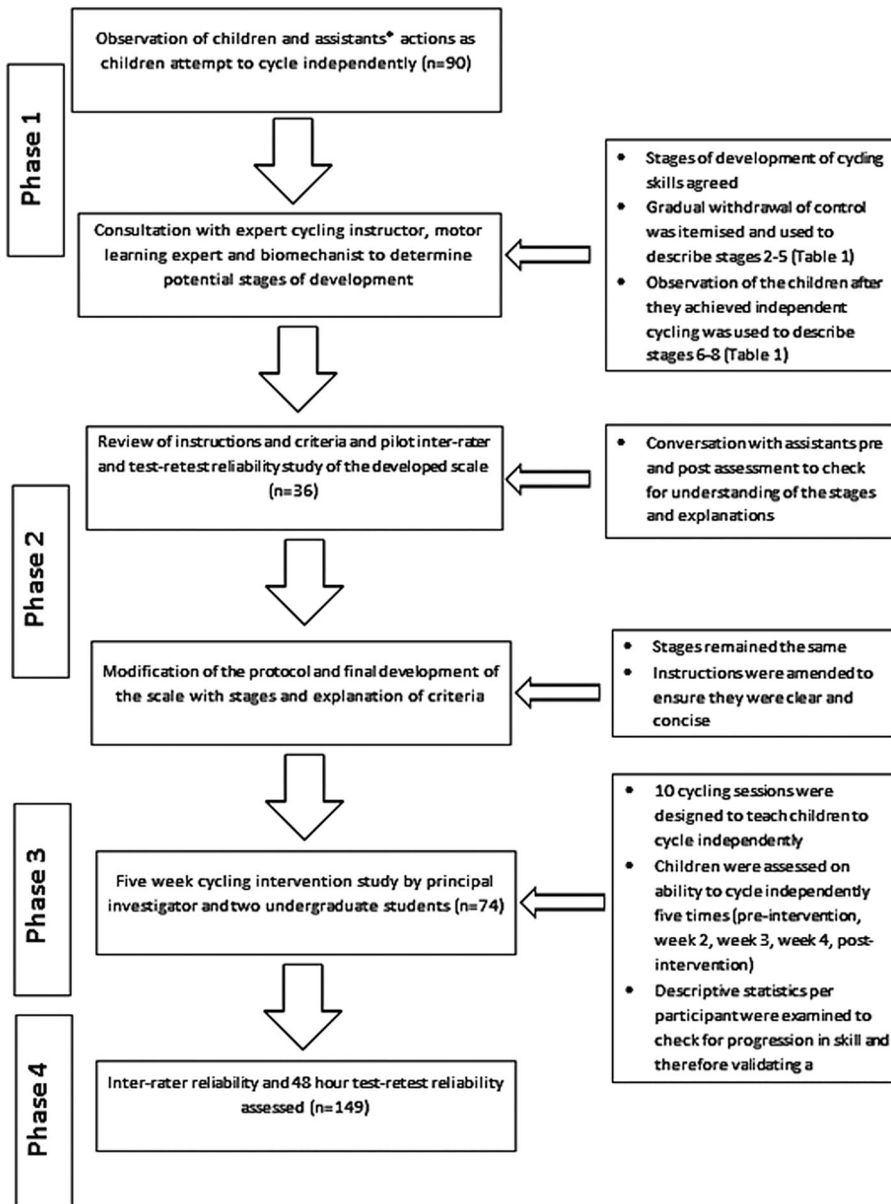 Phase 1
Observation of children and assistants* actions as
children attempt to cycle independently (n=90)
Consultation with expert cycling instructor, motor
learning expert and biomechanist to determine
potential stages of development
• Stages of development of cycling
skills agreed
• Gradual withdrawal of control
was itemised and used to
describe stages 2-5 (Table 1)
• Observation of the children after
they achieved independent
cycling was used to describe
stages 6-8 (Table 1)
Phase 2
Review of instructions and criteria and pilot inter-rater
and test-retest reliability study of the developed scale
(n=36)
• Conversation with assistants pre
and post assessment to check
for understanding of the stages
and explanations
Modification of the protocol and final development of
the scale with stages and explanation of criteria
• Stages remained the same
• Instructions were amended to
ensure they were clear and
concise
Phase 3
Five week cycling intervention study by principal
investigator and two undergraduate students (n=74)
• 10 cycling sessions were
designed to teach children to
cycle independently
• Children were assessed on
ability to cycle independently
five times (pre-intervention,
week 2, week 3, week 4, post-
intervention)
• Descriptive statistics per
participant were examined to
check for progression in skill and
therefore validating a
Phase 4
Inter-rater reliability and 48 hour test-retest reliability
assessed (n=149)